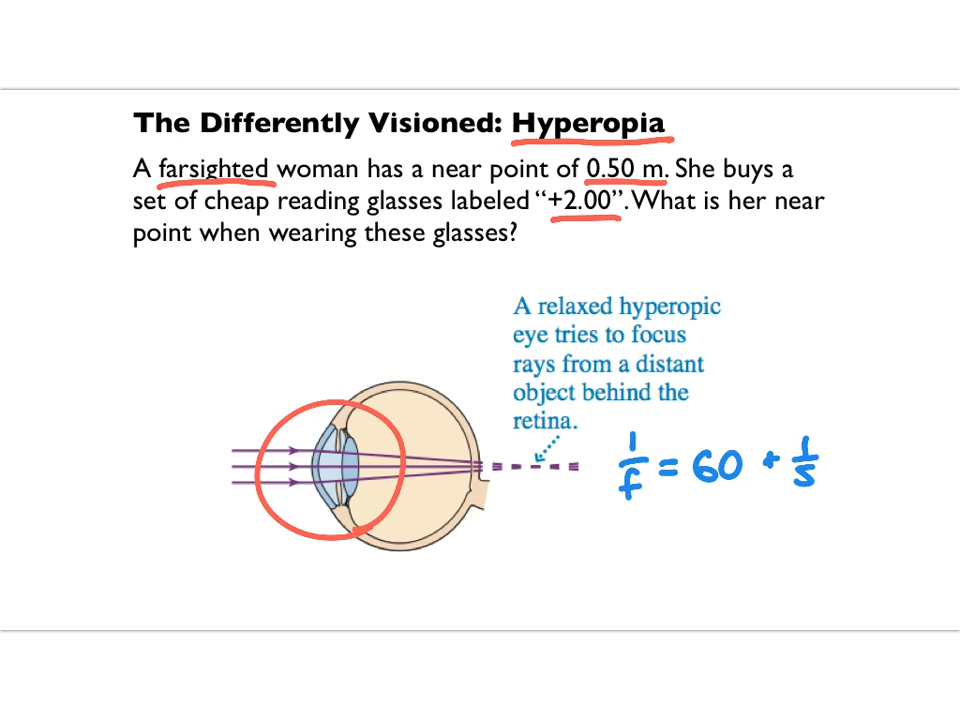 The Differently Visioned: Hyperopia
A farsighted woman has a near point of 0.50 m. She buys a
set of cheap reading glasses labeled “+2.00”. What is her near
point when wearing these glasses?
A relaxed hyperopic
eye tries to focus
rays from a distant
object behind the
retina.
1/f = 60 + 1/s